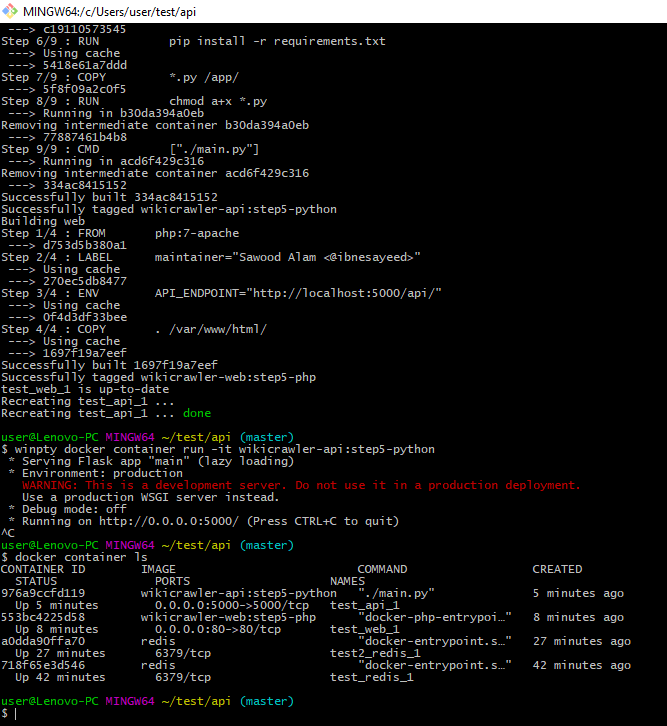 MINGW64:/c/Users/user/test/api
---> c19110573545
Step 6/9 : RUN pip install -r requirements.txt
---> Using cache
---> 5418e61a7ddd
Step 7/9 : COPY *.py /app/
---> 5f8f09a2c0f5
Step 8/9 : RUN chmod a+x *.py
---> Running in b30da394a0eb
Removing intermediate container b30da394a0eb
---> 77887461b4b8
Step 9/9 : CMD ["./main.py"]
---> Running in acd6f429c316
Removing intermediate container acd6f429c316
---> 334ac8415152
Successfully built 334ac8415152
Successfully tagged wikicrawler-api:step5-python
Building web
Step 1/4 : FROM php:7-apache
---> d753d5b380a1
Step 2/4 : LABEL maintainer="Sawood Alam <@ibnesayeed>"
---> Using cache
---> 270ec5db8477
Step 3/4 : ENV API_ENDPOINT="http://localhost:5000/api/"
---> Using cache
---> 0f4d3df33bee
Step 4/4 : COPY . /var/www/html/
---> Using cache
---> 1697f19a7eef
Successfully built 1697f19a7eef
Successfully tagged wikicrawler-web:step5-php
test_web_1 is up-to-date
Recreating test_api_1 ...
Recreating test_api_1 ... done
user@Lenovo-PC MINGW64 ~/test/api (master)
$ winpty docker container run -it wikicrawler-api:step5-python
* Serving Flask app "main" (lazy loading)
* Environment: production
WARNING: This is a development server. Do not use it in a production deployment.
Use a production WSGI server instead.
* Debug mode: off
* Running on http://0.0.0.0:5000/ (Press CTRL+C to quit)
^C
user@Lenovo-PC MINGW64 ~/test/api (master)
$ docker container ls
CONTAINER ID IMAGE COMMAND CREATED
STATUS PORTS NAMES
976a9ccfd119 wikicrawler-api:step5-python "./main.py" 5 minutes ago
Up 5 minutes 0.0.0.0:5000->5000/tcp test_api_1
553bc4225d58 wikicrawler-web:step5-php "docker-php-entrypoi…" 8 minutes ago
Up 8 minutes 0.0.0.0:80->80/tcp test_web_1
a0dda90ffa70 redis "docker-entrypoint.s…" 27 minutes ago
Up 27 minutes 6379/tcp test2_redis_1
718f65e3d546 redis "docker-entrypoint.s…" 42 minutes ago
Up 42 minutes 6379/tcp test_redis_1
user@Lenovo-PC MINGW64 ~/test/api (master)
$